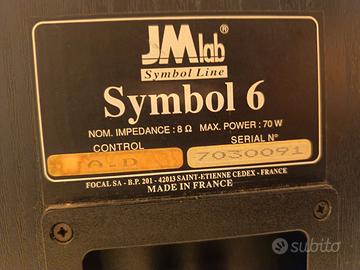 JMlab®
Symbol Line
Symbol 6
NOM. IMPEDANCE : 8 Ω MAX. POWER : 70 W
CONTROL SERIAL N°
A-D 7030091
FOCAL SA - B.P. 201 - 42013 SAINT-ETIENNE CEDEX - FRANCE
MADE IN FRANCE
subito